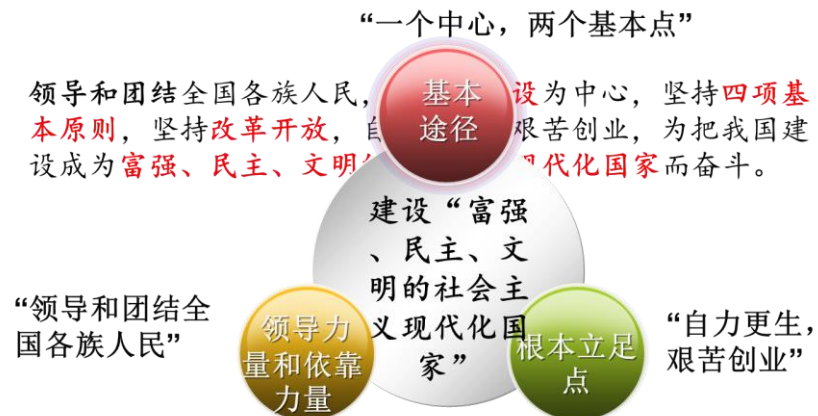 “一个中心，两个基本点”
领导和团结全国各族人民，设为中心，坚持四项基
本原则，坚持改革开放，艰苦创业，为把我国建
设成为富强、民主、文明现代化国家而奋斗。
基本
途径
建设“富强
、民主、文
明的社会主
义现代化国
家”
“领导和团结全
国各族人民”
领导力
量和依靠
力量
根本立足
点
“自力更生，
艰苦创业”